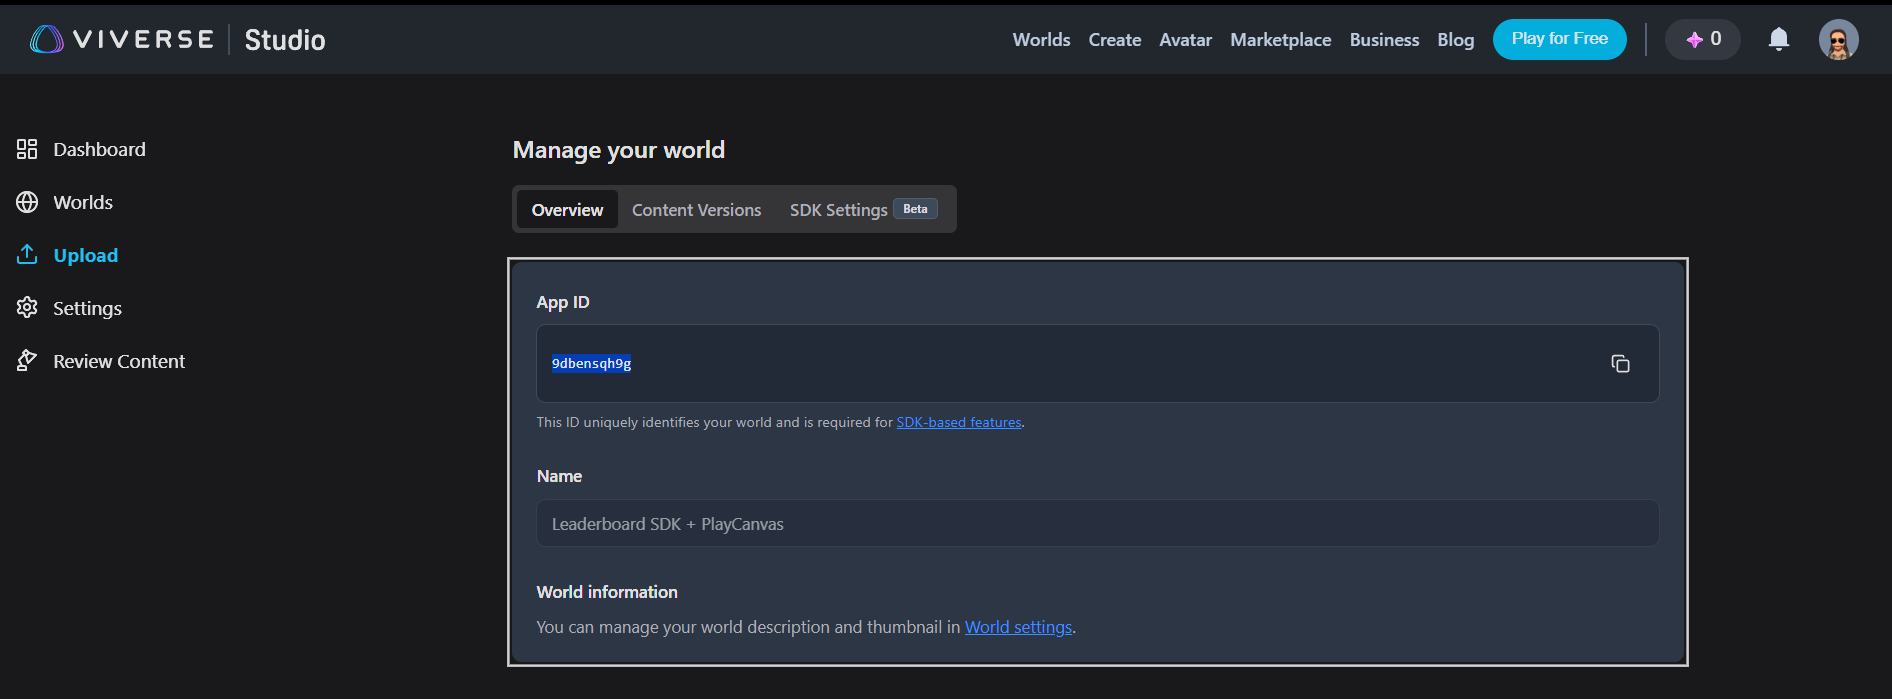 VIVERSE Studio
Worlds Create Avatar Marketplace Business Blog Play for Free 0
Dashboard
Worlds
Upload
Settings
Review Content
Manage your world
Overview Content Versions SDK Settings Beta
App ID
9dbensqh9g
This ID uniquely identifies your world and is required for SDK-based features.
Name
Leaderboard SDK + PlayCanvas
World information
You can manage your world description and thumbnail in World settings.